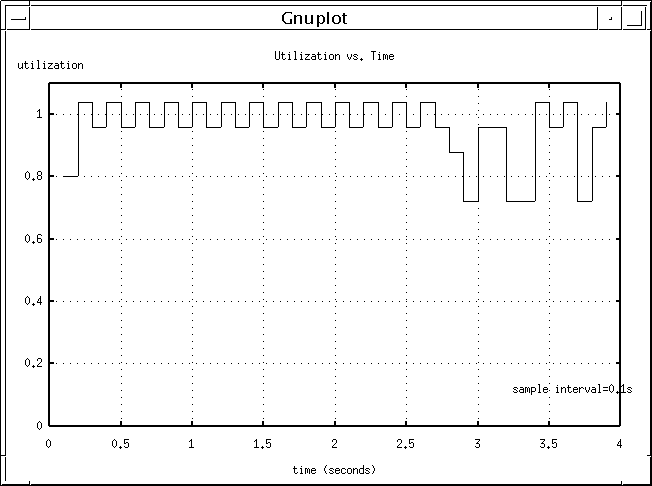 Gnuplot
Utilization vs. Time
utilization
1
0.8
0.6
0.4
0.2
0
0 0.5 1 1.5 2 2.5 3 3.5 4
sample interval=0.1s
time (seconds)